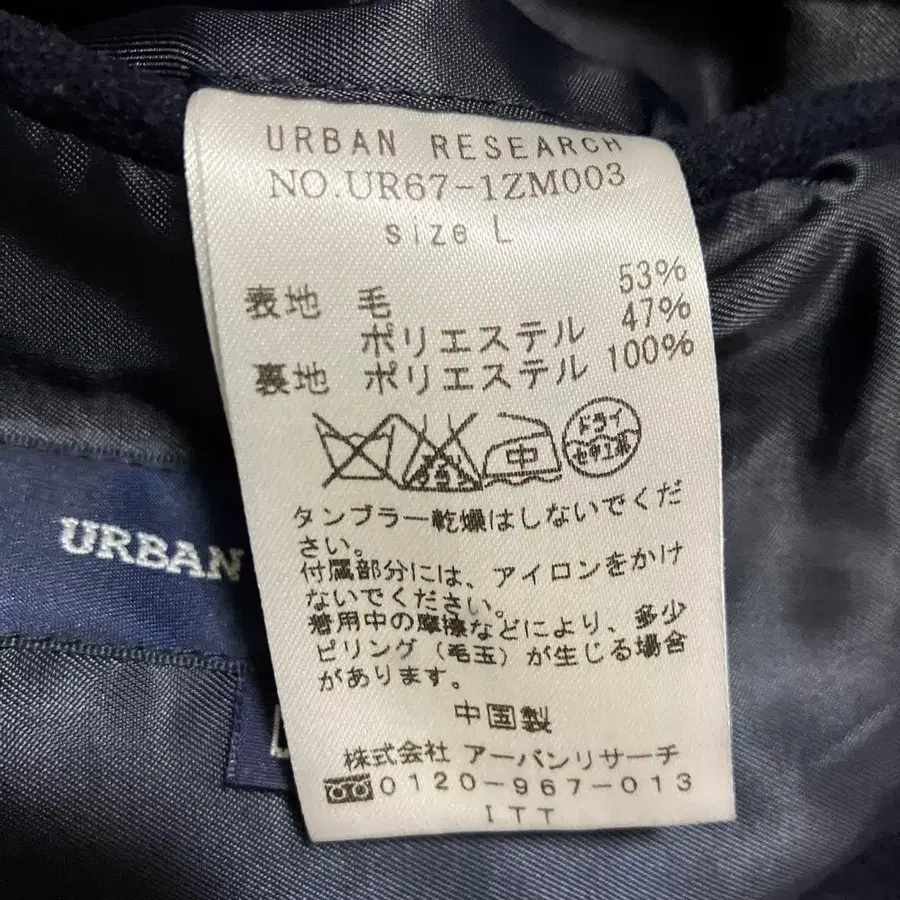 URBAN RESEARCH
NO.UR67-1ZM003
size L
表地 毛 53%
ポリエステル 47%
裏地 ポリエステル 100%
中
ドライ
セキユ系
タンブラー乾燥はしないでくだ
さい。
付属部分には、アイロンをかけ
ないでください。
着用中の摩擦などにより、多少
ピリング（毛玉）が生じる場合
があります。
中国製
株式会社 アーバンリサーチ
0120-967-013
ITT
URBAN